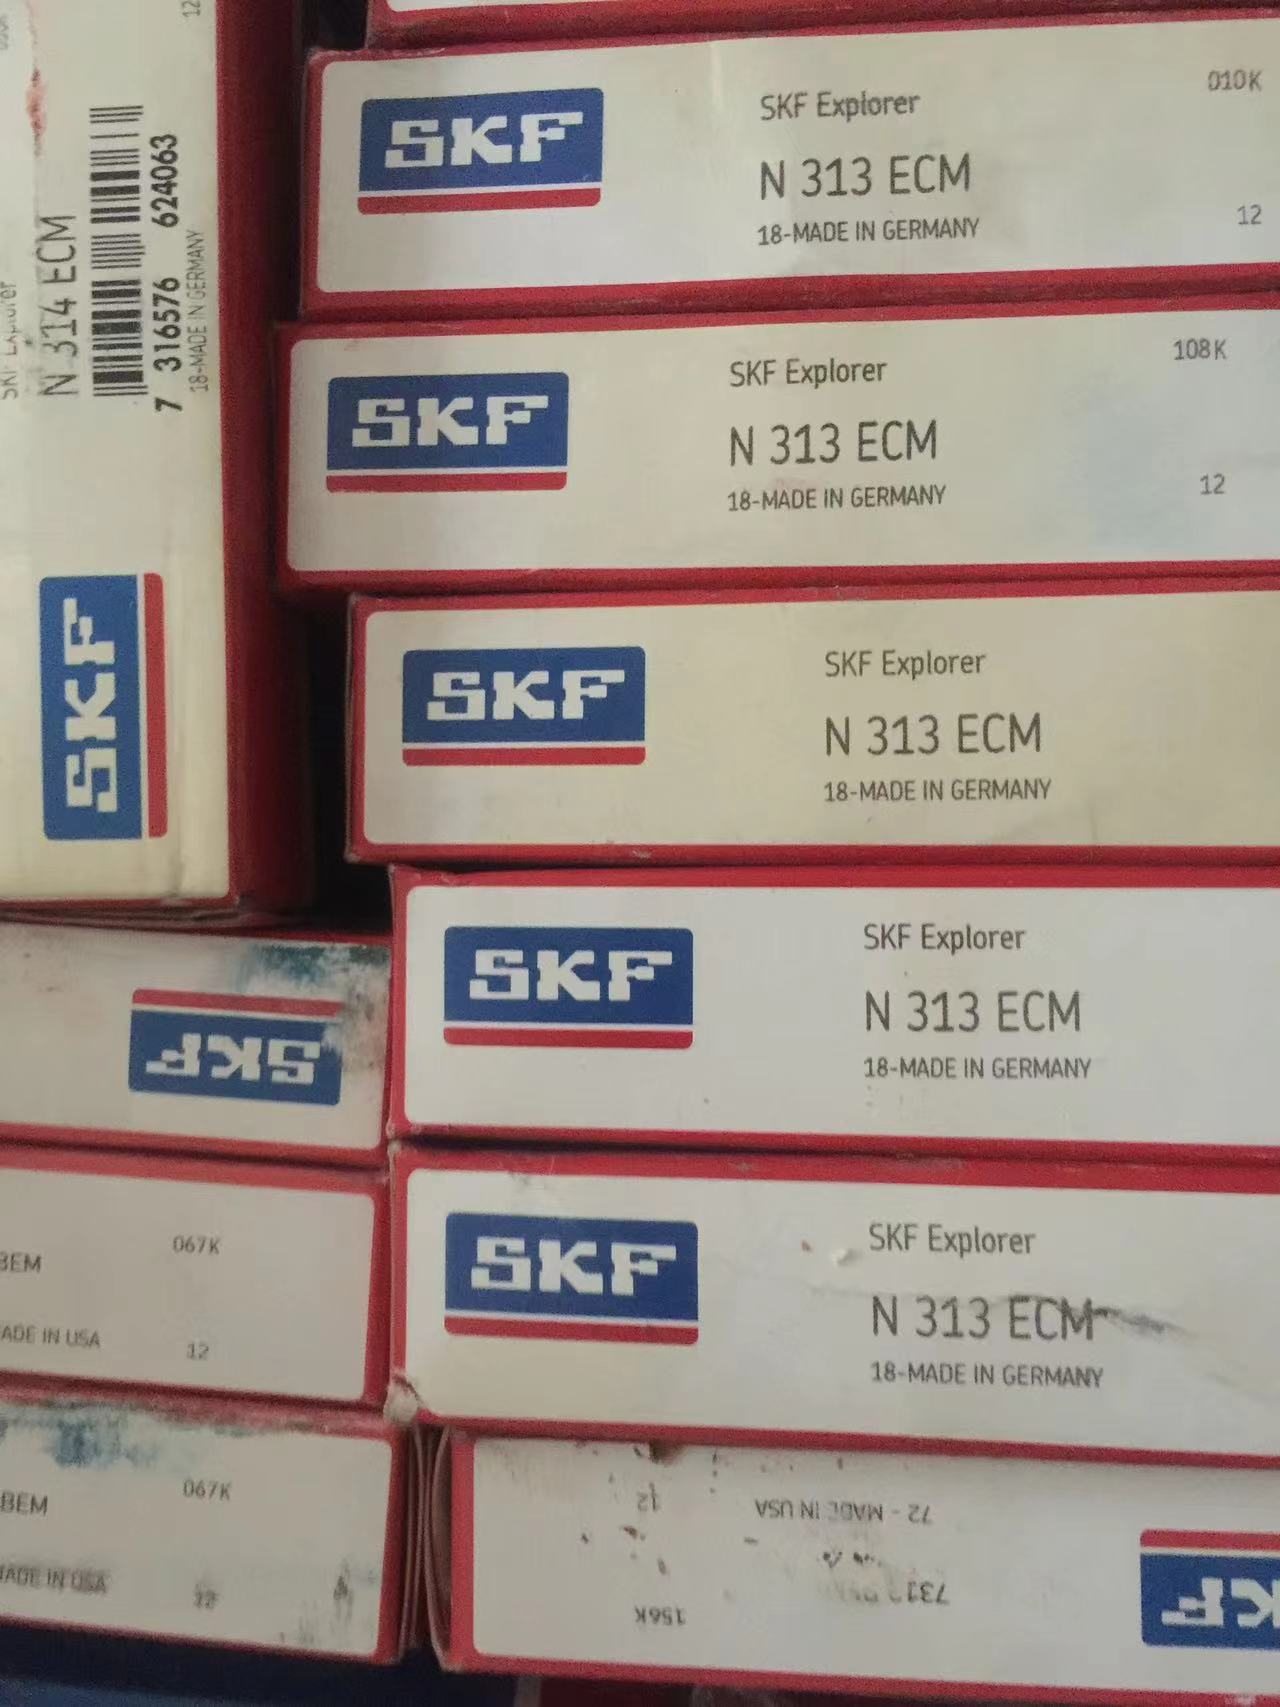 12
SKF Explorer
N 314 ECM
7 316576 624063
18-MADE IN GERMANY
SKF
SKF
SKF Explorer
N 313 ECM
18-MADE IN GERMANY
010K
12
SKF
SKF Explorer
N 313 ECM
18-MADE IN GERMANY
108K
12
SKF
SKF Explorer
N 313 ECM
18-MADE IN GERMANY
SKF
SKF Explorer
N 313 ECM
18-MADE IN GERMANY
SKF
SKF
SKF Explorer
N 313 ECM
18-MADE IN GERMANY
BEM
067K
ADE IN USA
12
BEM
067K
MADE IN USA
12
SKF
156K
72 - MADE IN USA
12